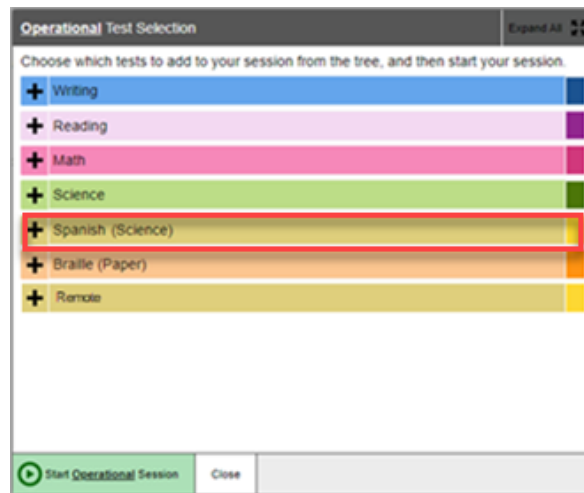 Operational Test Selection
Expand All
Choose which tests to add to your session from the tree, and then start your session.
Writing
Reading
Math
Science
Spanish (Science)
Braille (Paper)
Remote
Start Operational Session
Close